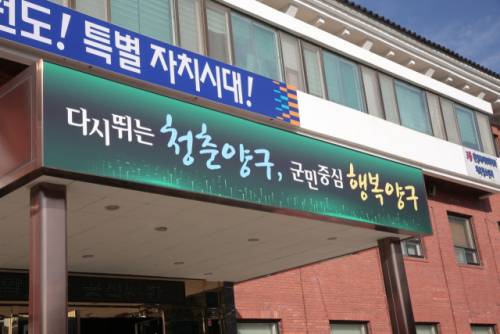 전도! 특별 자치시대!
다시뛰는 청춘양구, 군민중심 행복양구